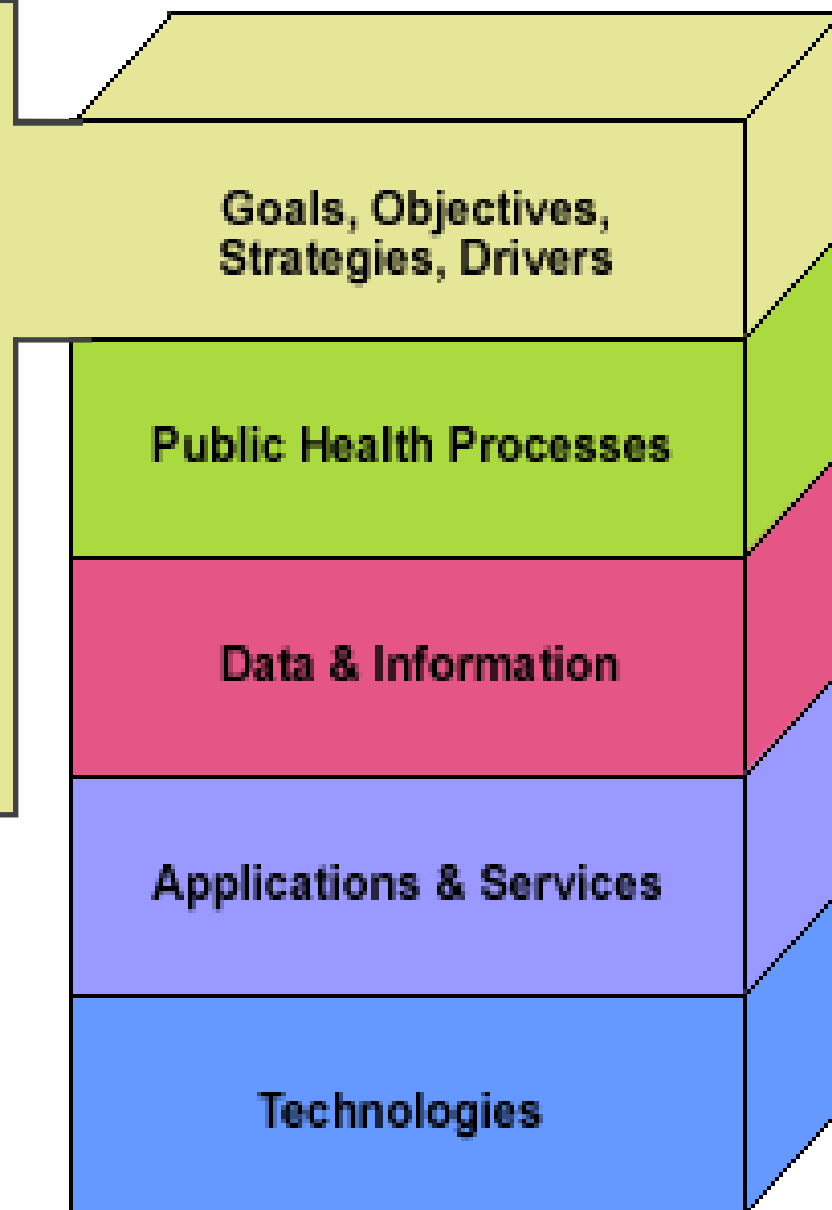 Goals, Objectives,
Strategies, Drivers
Public Health Processes
Data & Information
Applications & Services
Technologies